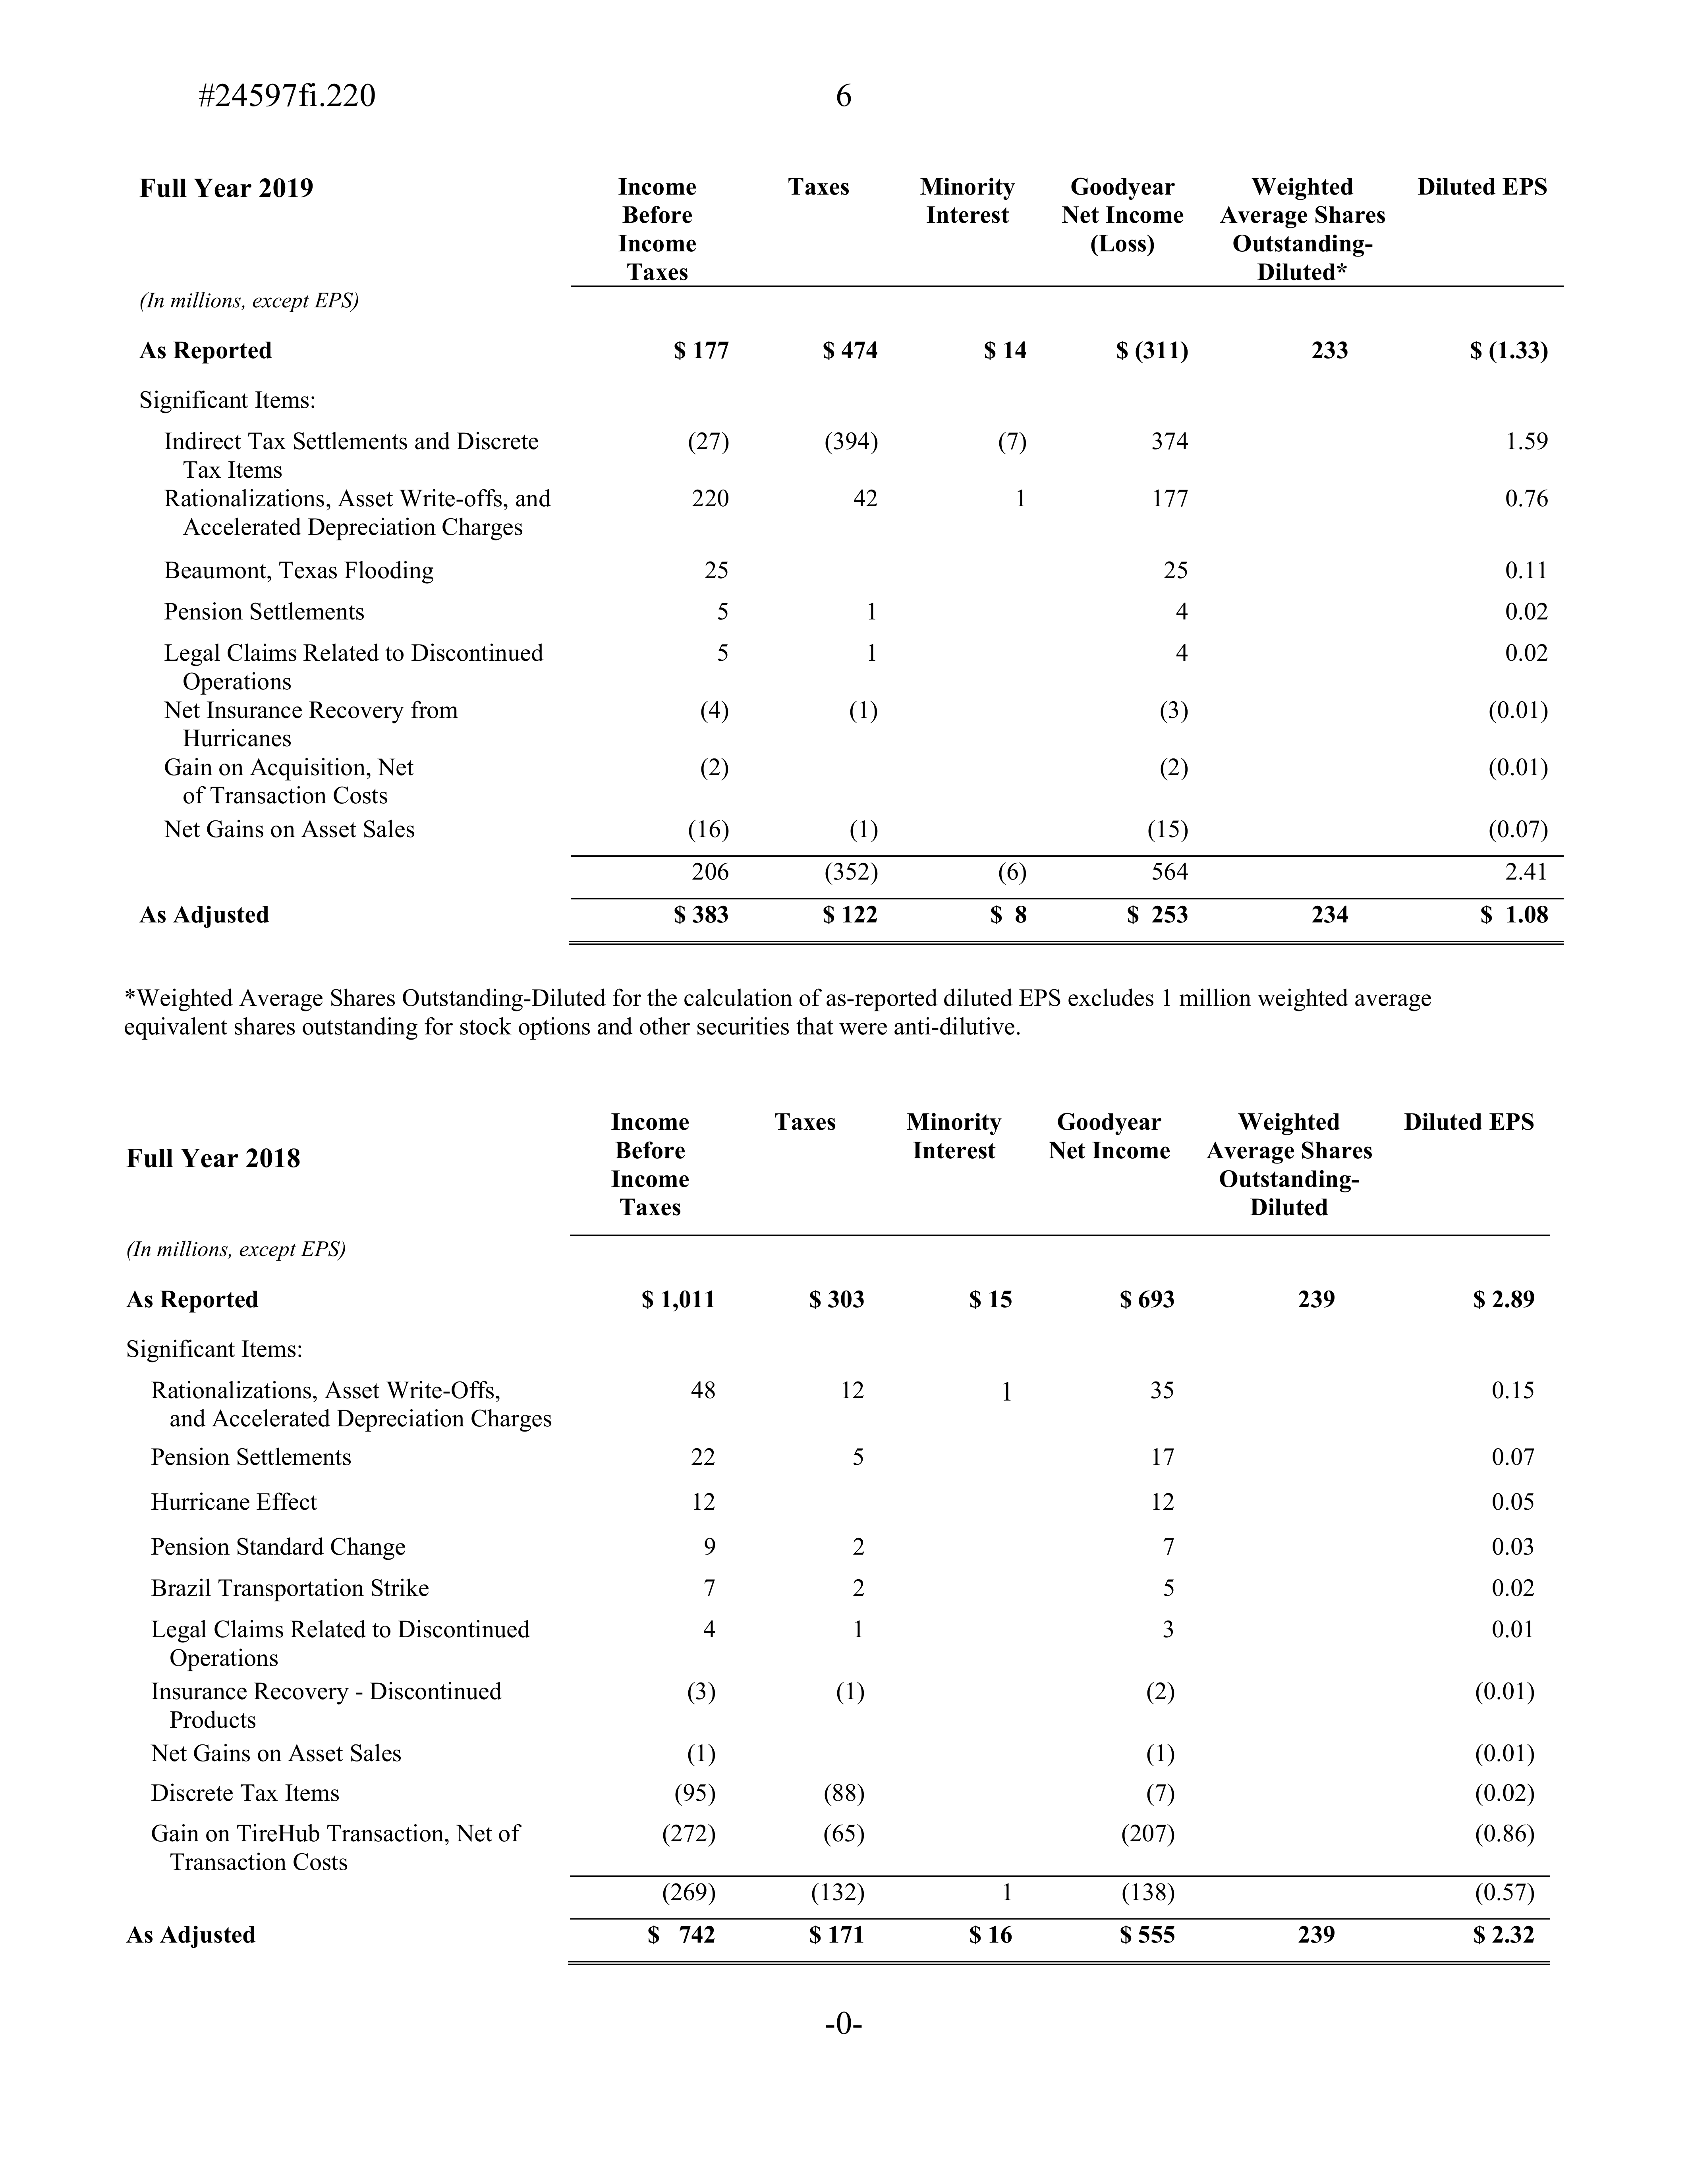 #24597fi.220 6
Full Year 2019 Income Before Income Taxes Taxes Minority Interest Goodyear Net Income (Loss) Weighted Average Shares Outstanding-Diluted* Diluted EPS
(In millions, except EPS)
As Reported $ 177 $ 474 $ 14 $ (311) 233 $ (1.33)
Significant Items:
Indirect Tax Settlements and Discrete Tax Items (27) (394) (7) 374 1.59
Rationalizations, Asset Write-offs, and Accelerated Depreciation Charges 220 42 1 177 0.76
Beaumont, Texas Flooding 25 25 0.11
Pension Settlements 5 1 4 0.02
Legal Claims Related to Discontinued Operations 5 1 4 0.02
Net Insurance Recovery from Hurricanes (4) (1) (3) (0.01)
Gain on Acquisition, Net of Transaction Costs (2) (2) (0.01)
Net Gains on Asset Sales (16) (1) (15) (0.07)
206 (352) (6) 564 2.41
As Adjusted $ 383 $ 122 $ 8 $ 253 234 $ 1.08
*Weighted Average Shares Outstanding-Diluted for the calculation of as-reported diluted EPS excludes 1 million weighted average
equivalent shares outstanding for stock options and other securities that were anti-dilutive.
Full Year 2018 Income Before Income Taxes Taxes Minority Interest Goodyear Net Income Weighted Average Shares Outstanding-Diluted Diluted EPS
(In millions, except EPS)
As Reported $ 1,011 $ 303 $ 15 $ 693 239 $ 2.89
Significant Items:
Rationalizations, Asset Write-Offs, and Accelerated Depreciation Charges 48 12 1 35 0.15
Pension Settlements 22 5 17 0.07
Hurricane Effect 12 12 0.05
Pension Standard Change 9 2 7 0.03
Brazil Transportation Strike 7 2 5 0.02
Legal Claims Related to Discontinued Operations 4 1 3 0.01
Insurance Recovery - Discontinued Products (3) (1) (2) (0.01)
Net Gains on Asset Sales (1) (1) (0.01)
Discrete Tax Items (95) (88) (7) (0.02)
Gain on TireHub Transaction, Net of Transaction Costs (272) (65) (207) (0.86)
(269) (132) 1 (138) (0.57)
As Adjusted $ 742 $ 171 $ 16 $ 555 239 $ 2.32
-0-